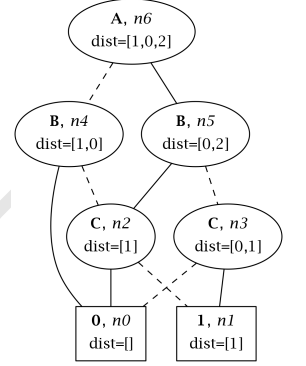 A, n6
dist=[1,0,2]
B, n4
dist=[1,0]
B, n5
dist=[0,2]
C, n2
dist=[1]
C, n3
dist=[0,1]
0, n0
dist=[]
1, n1
dist=[1]